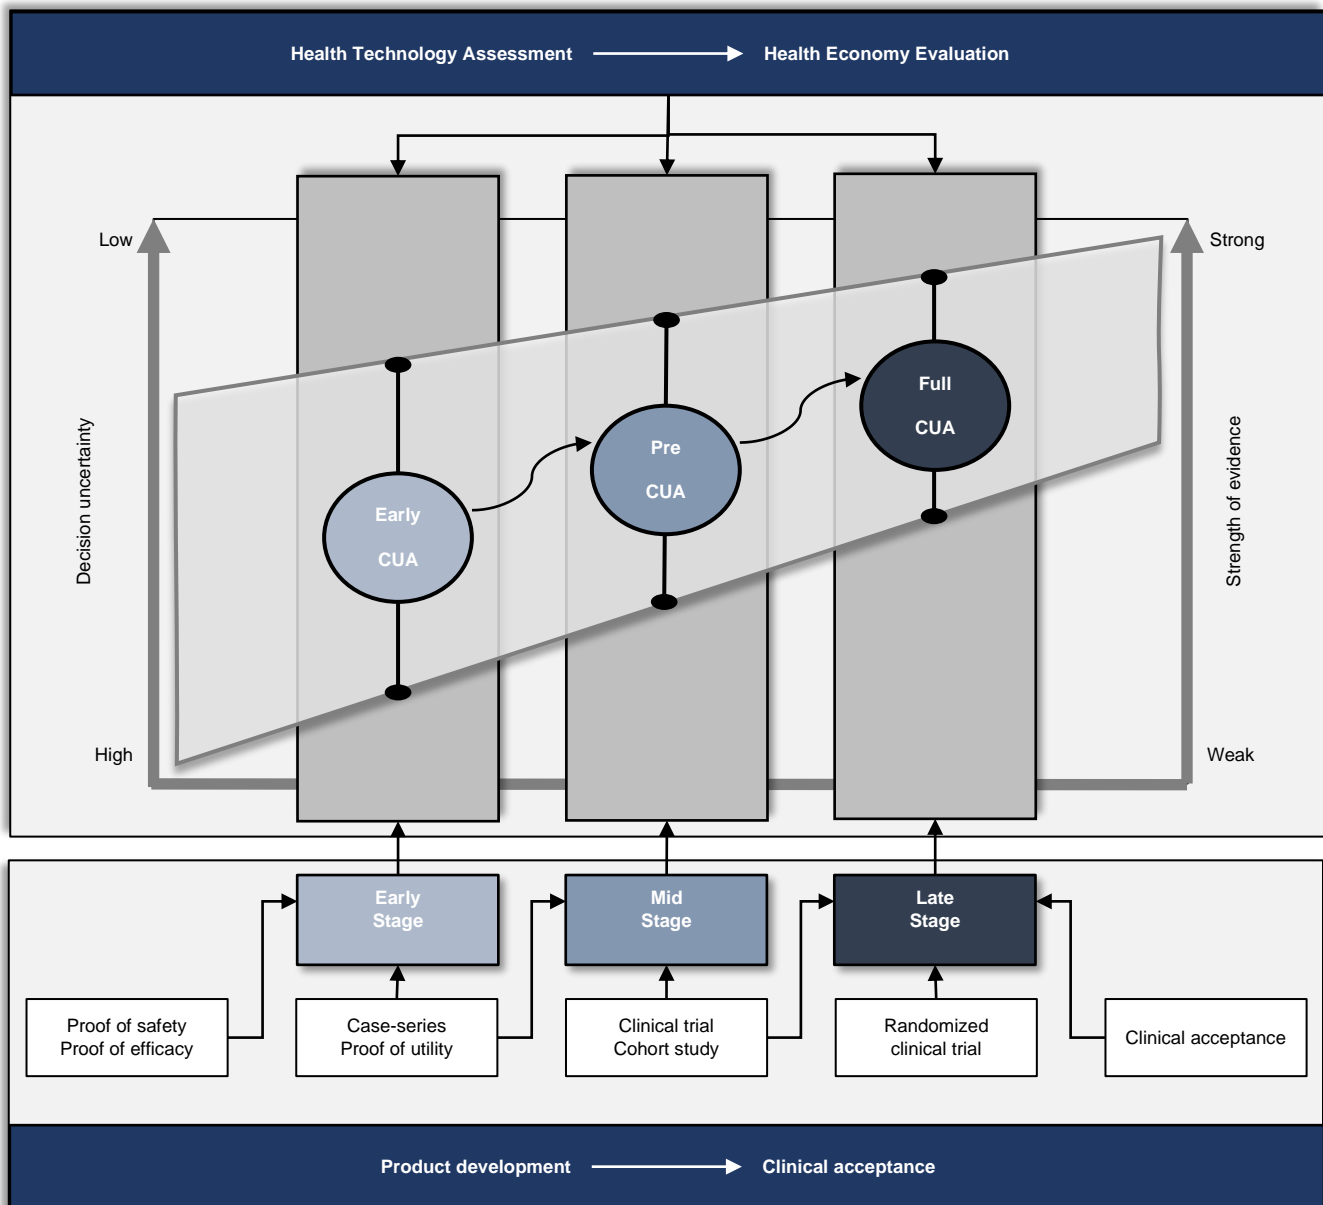 Health Technology Assessment
Health Economy Evaluation
Low
Strong
Decision uncertainty
Strength of evidence
Early
CUA
Pre
CUA
Full
CUA
High
Weak
Early
Stage
Mid
Stage
Late
Stage
Proof of safety
Proof of efficacy
Case-series
Proof of utility
Clinical trial
Cohort study
Randomized
clinical trial
Clinical acceptance
Product development
Clinical acceptance